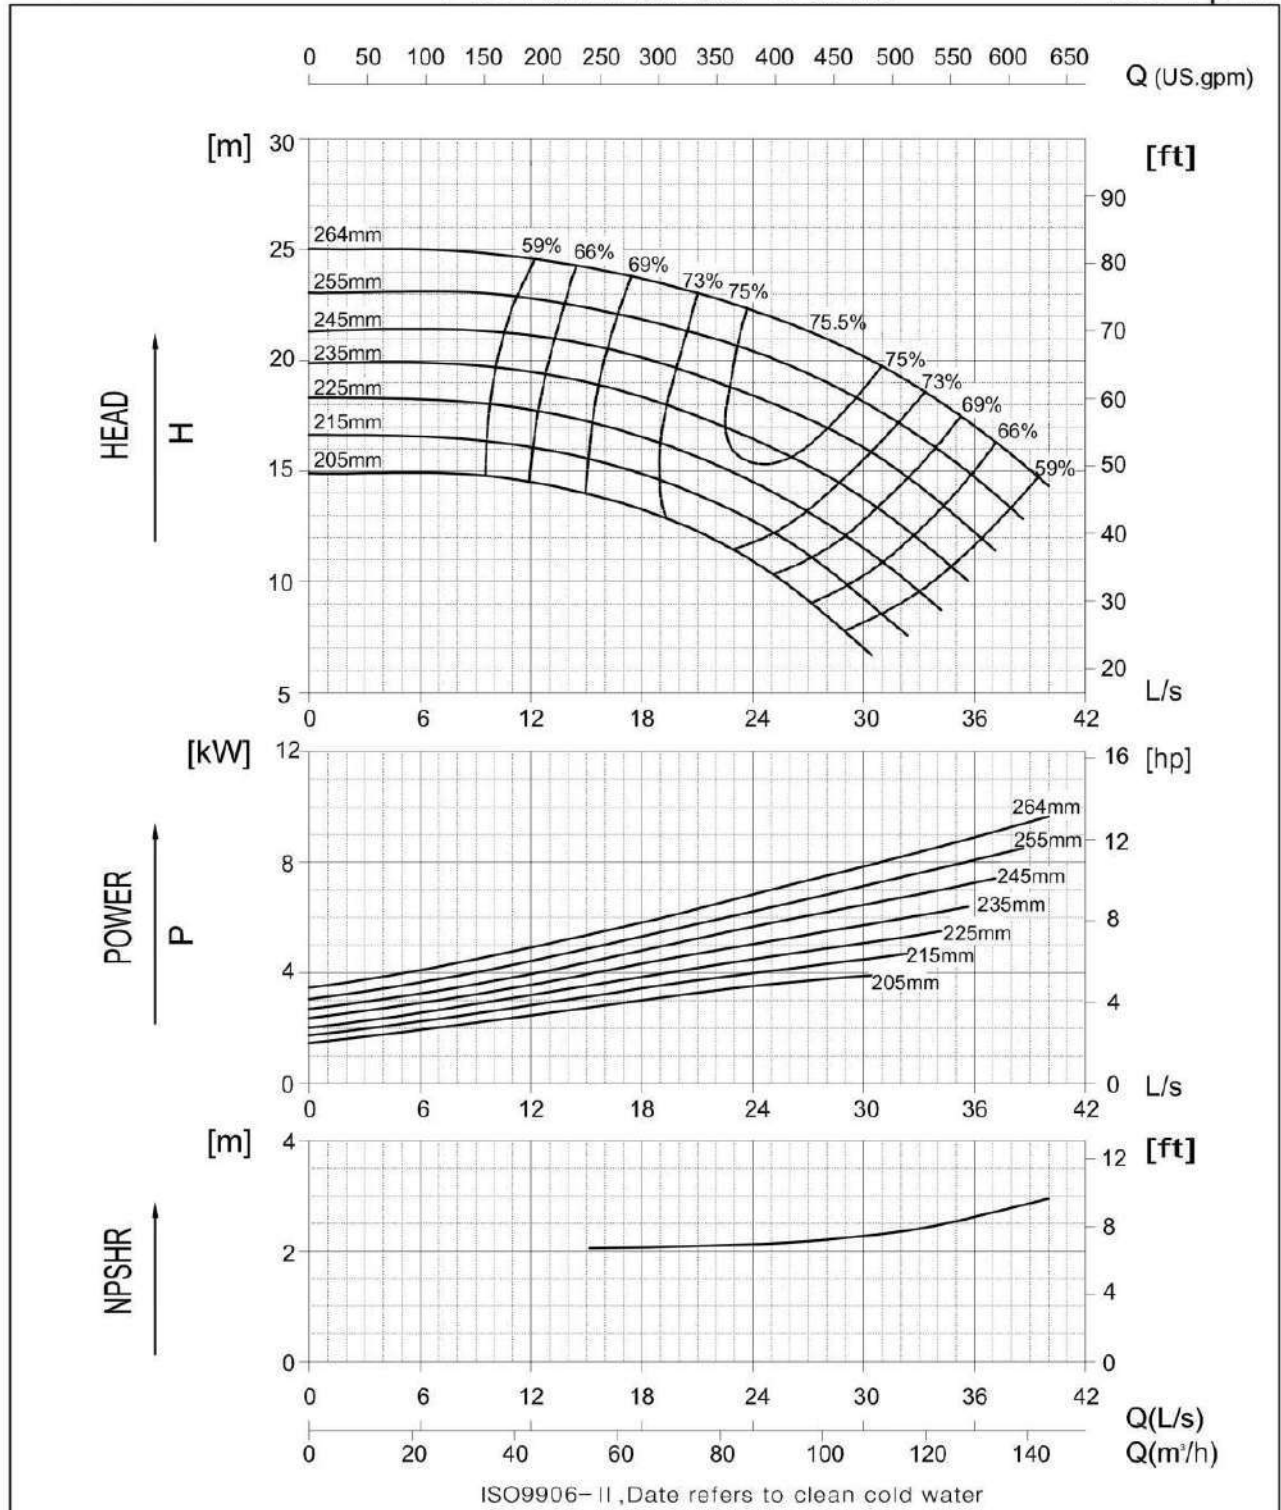 0 50 100 150 200 250 300 350 400 450 500 550 600 650
Q (US.gpm)
[m] 30 [ft]
90
25 264mm 59% 66% 69% 73% 75% 80
255mm 75.5%
245mm 70
20 235mm 75%
225mm 73% 60
215mm 69%
66%
15 205mm 59% 50
HEAD H
40
10
30
20
5 L/s
0 6 12 18 24 30 36 42
[kW] 12 16 [hp]
264mm
255mm 12
8
245mm
235mm 8
225mm
215mm
4 205mm 4
POWER P
0 0 L/s
0 6 12 18 24 30 36 42
[m] 4 12 [ft]
8
2
4
NPSHR
0 0
0 6 12 18 24 30 36 42
Q(L/s)
0 20 40 60 80 100 120 140 Q(m³/h)
ISO9906-II,Date refers to clean cold water